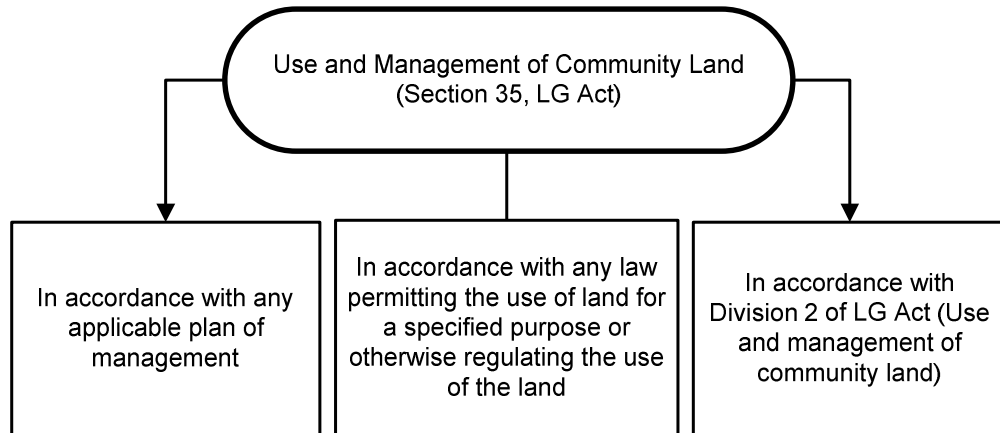 Use and Management of Community Land
(Section 35, LG Act)
In accordance with any
applicable plan of
management
In accordance with any law
permitting the use of land for
a specified purpose or
otherwise regulating the use
of the land
In accordance with
Division 2 of LG Act (Use
and management of
community land)